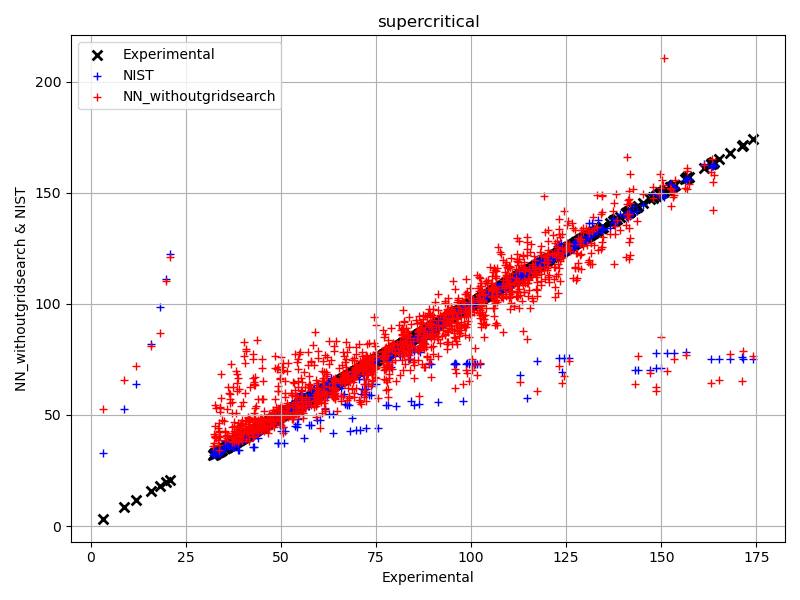 supercritical
Experimental
NIST
NN_withoutgridsearch
NN_withoutgridsearch & NIST
200
150
100
50
0
0 25 50 75 100 125 150 175
Experimental